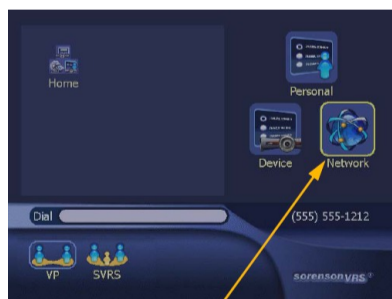 Home
Personal
Device
Network
Dial
(555) 555-1212
VP
SVRS
sorensonVRS